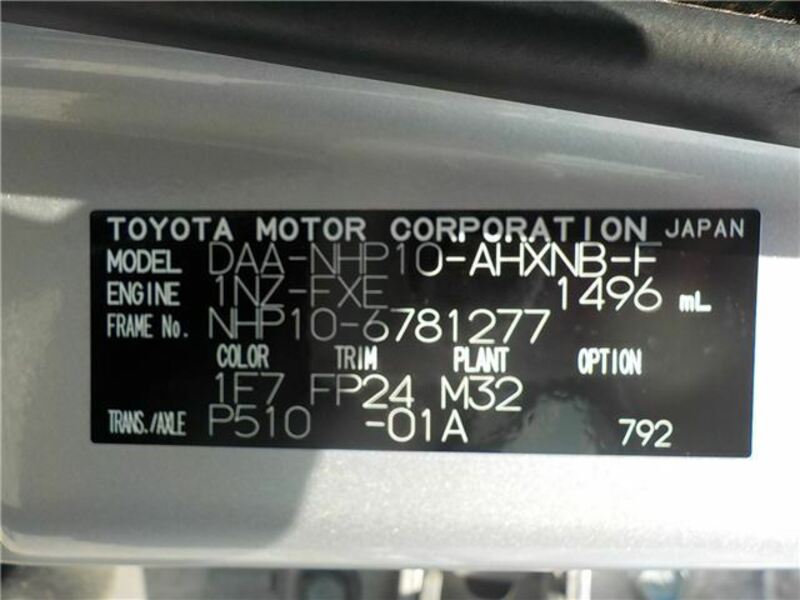 TOYOTA MOTOR CORPORATION JAPAN
MODEL DAA-NHP10-AHXNB-F
ENGINE 1NZ-FXE 1496 mL
FRAME No. NHP10-6781277
COLOR TRIM PLANT OPTION
1F7 FP24 M32
TRANS./AXLE P510 -01A 792